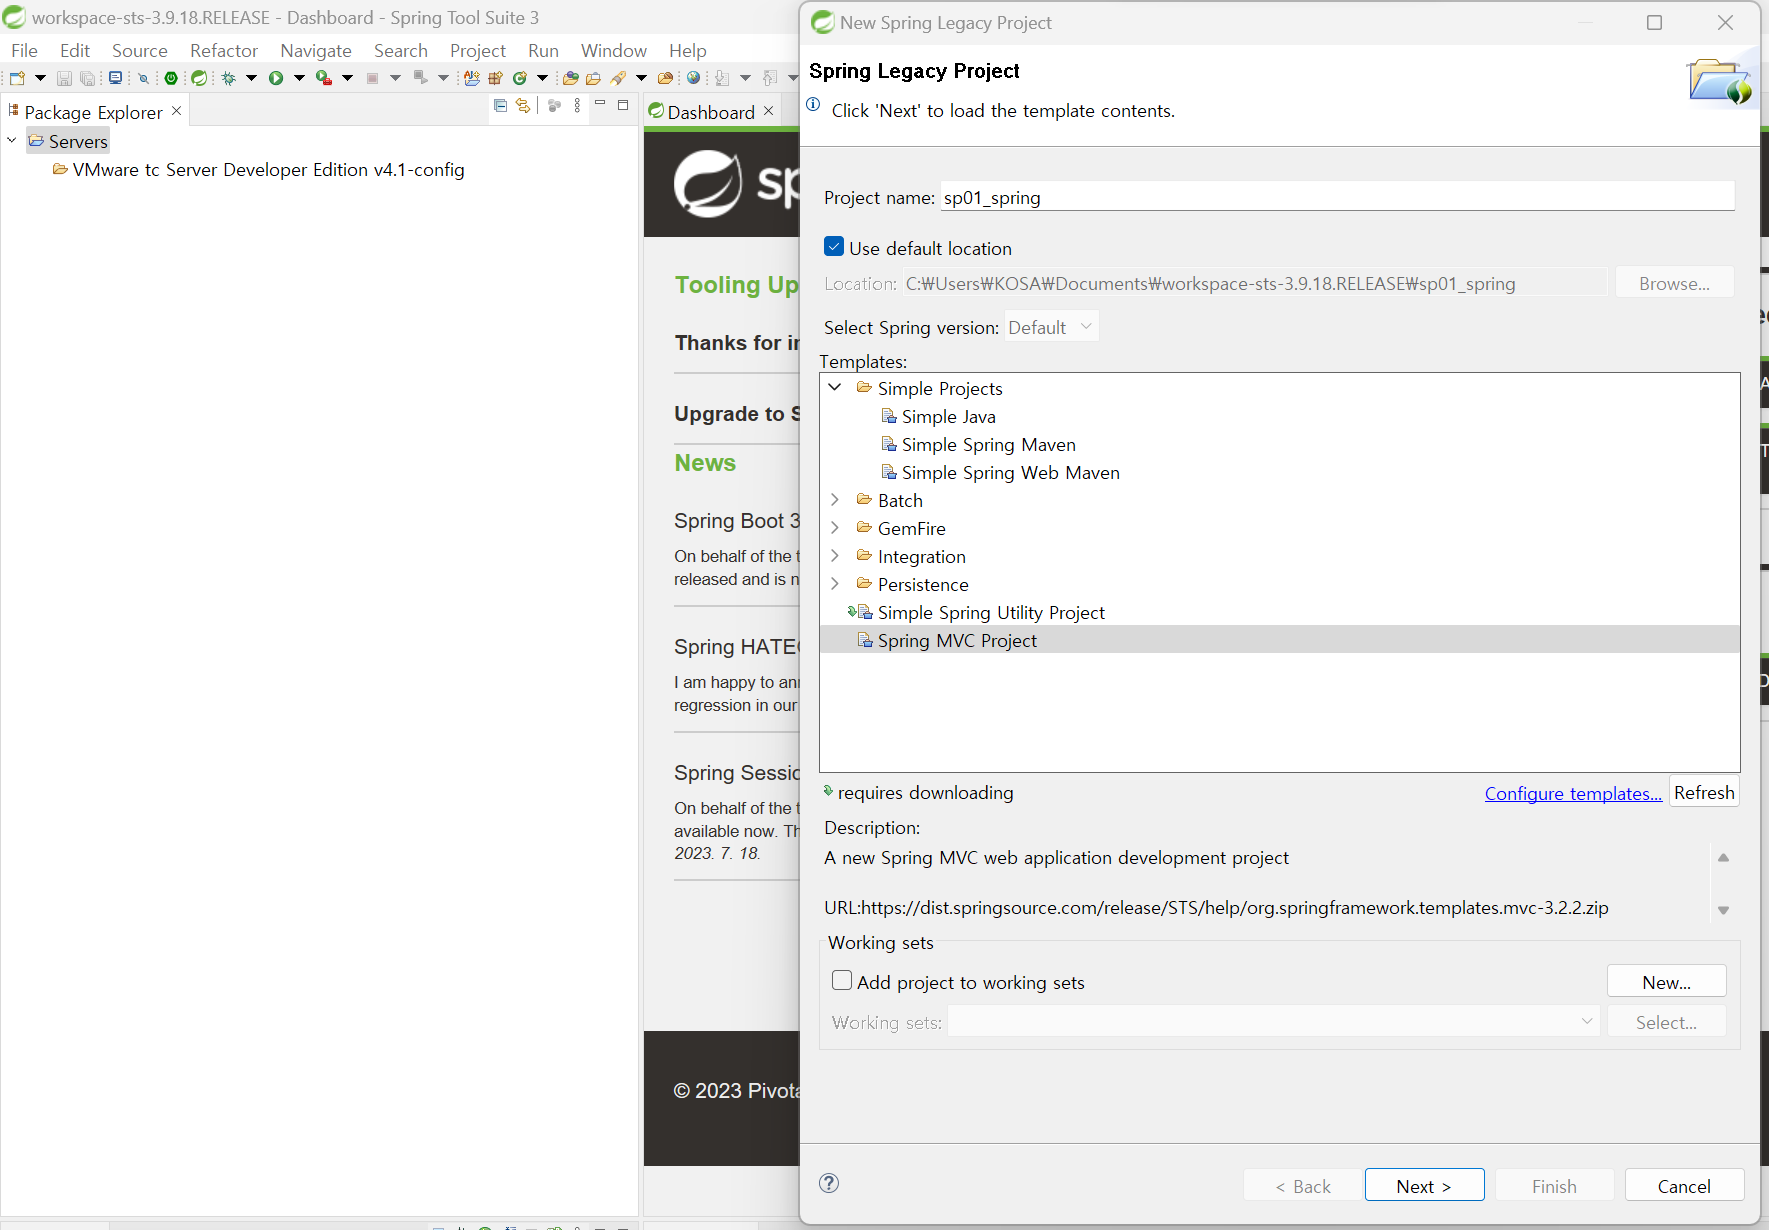 workspace-sts-3.9.18.RELEASE - Dashboard - Spring Tool Suite 3
File Edit Source Refactor Navigate Search Project Run Window Help
Package Explorer
Servers
VMware tc Server Developer Edition v4.1-config
Dashboard
Tooling Up
Thanks for
Upgrade to
News
Spring Boot 3
On behalf of the
released and is
Spring
I am happy to
regression in our
Spring
On behalf of the
available now.
2023. 7. 18.
© 2023
New Spring Legacy Project
Spring Legacy Project
Click 'Next' to load the template contents.
Project name: sp01_spring
Use default location
Location: C:₩Users₩KOSA₩Documents₩workspace-sts-3.9.18.RELEASE₩sp01_spring Browse...
Select Spring version: Default
Templates:
Simple Projects
Simple Java
Simple Spring Maven
Simple Spring Web Maven
Batch
GemFire
Integration
Persistence
Simple Spring Utility Project
Spring MVC Project
requires downloading Configure templates... Refresh
Description:
A new Spring MVC web application development project
URL:https://dist.springsource.com/release/STS/help/org.springframework.templates.mvc-3.2.2.zip
Working sets
Add project to working sets New...
Working sets: Select...
< Back Next > Finish Cancel